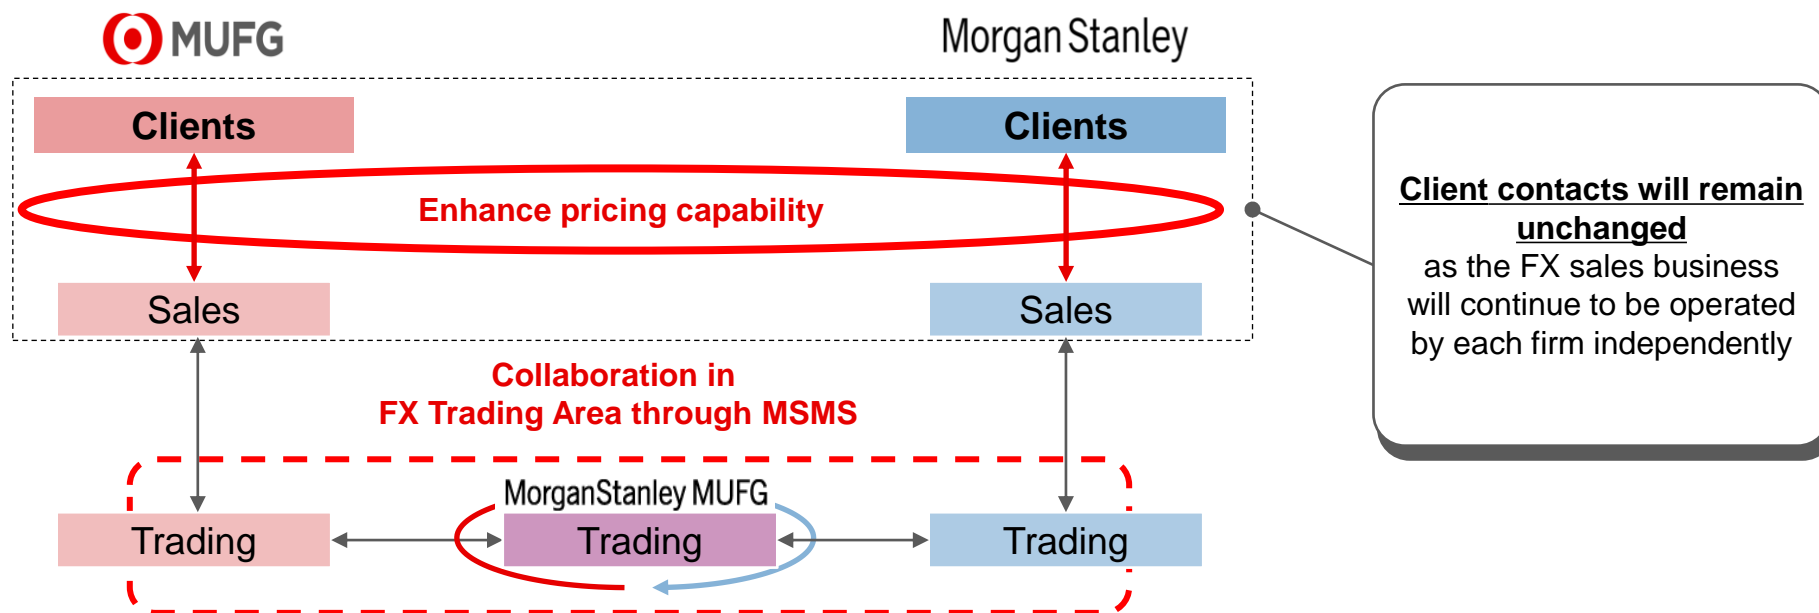 MUFG
Morgan Stanley
Clients
Clients
Enhance pricing capability
Sales
Sales
Client contacts will remain
unchanged
as the FX sales business
will continue to be operated
by each firm independently
Collaboration in
FX Trading Area through MSMS
MorganStanley MUFG
Trading
Trading
Trading